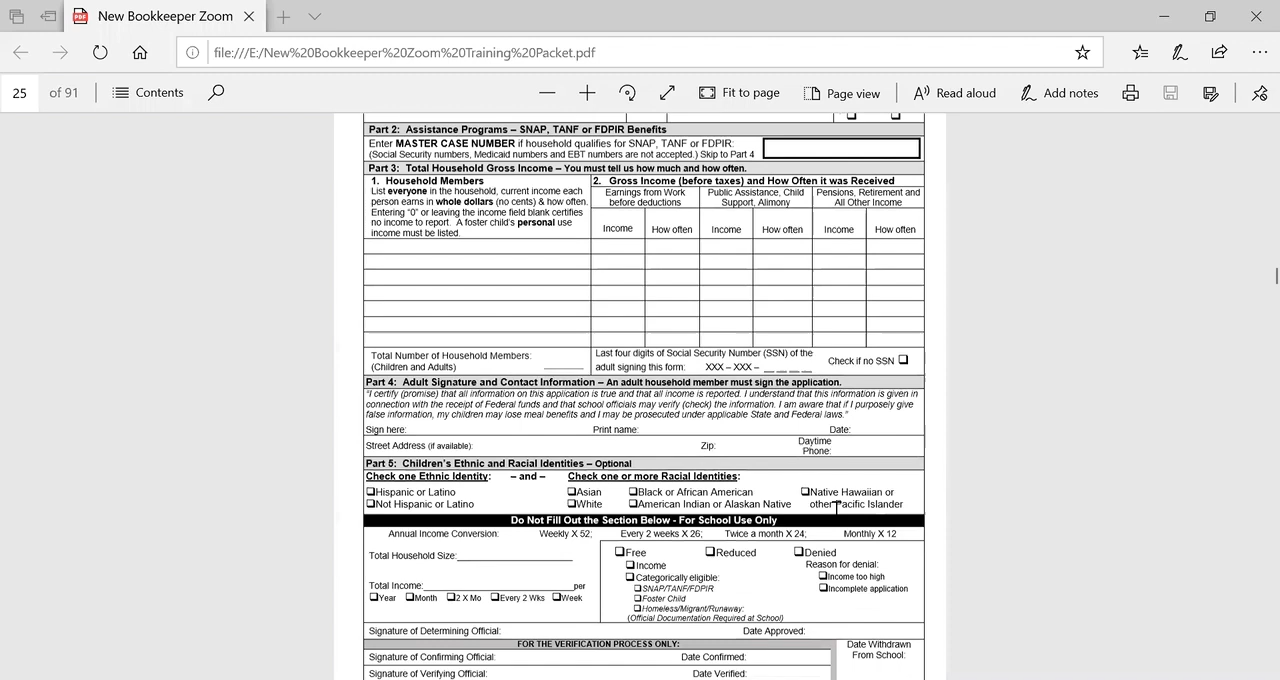 New Bookkeeper Zoom
file:///E:/New%20Bookkeeper%20Zoom%20Training%20Packet.pdf
25 of 91 Contents Fit to page Page view Read aloud Add notes
Part 2: Assistance Programs – SNAP, TANF or FDPIR Benefits
Enter MASTER CASE NUMBER if household qualifies for SNAP, TANF or FDPIR:
(Social Security numbers, Medicaid numbers and EBT numbers are not accepted.) Skip to Part 4
Part 3: Total Household Gross Income – You must tell us how much and how often.
1. Household Members
List everyone in the household, current income each
person earns in whole dollars (no cents) & how often.
Entering "0" or leaving the income field blank certifies
no income to report. A foster child's personal use
income must be listed.
2. Gross Income (before taxes) and How Often it was Received
Earnings from Work
before deductions
Public Assistance, Child
Support, Alimony
Pensions, Retirement and
All Other Income
Income How often Income How often Income How often
Total Number of Household Members:
(Children and Adults)
Last four digits of Social Security Number (SSN) of the
adult signing this form: XXX – XXX – __ __ __ __
Check if no SSN
Part 4: Adult Signature and Contact Information – An adult household member must sign the application.
"I certify (promise) that all information on this application is true and that all income is reported. I understand that this information is given in
connection with the receipt of Federal funds and that school officials may verify (check) the information. I am aware that if I purposely give
false information, my children may lose meal benefits and I may be prosecuted under applicable State and Federal laws."
Sign here: Print name: Date:
Street Address (if available): Zip: Daytime
Phone:
Part 5: Children's Ethnic and Racial Identities – Optional
Check one Ethnic Identity: – and – Check one or more Racial Identities:
Hispanic or Latino Asian Black or African American Native Hawaiian or
Not Hispanic or Latino White American Indian or Alaskan Native other Pacific Islander
Do Not Fill Out the Section Below - For School Use Only
Annual Income Conversion: Weekly X 52; Every 2 weeks X 26; Twice a month X 24; Monthly X 12
Total Household Size:
Total Income: per
Year Month 2 X Mo Every 2 Wks Week
Free Reduced Denied
Income
Categorically eligible:
SNAP/TANF/FDPIR
Foster Child
Homeless/Migrant/Runaway:
(Official Documentation Required at School)
Reason for denial:
Income too high
Incomplete application
Signature of Determining Official: Date Approved:
FOR THE VERIFICATION PROCESS ONLY:
Signature of Confirming Official: Date Confirmed:
Signature of Verifying Official: Date Verified:
Date Withdrawn
From School: